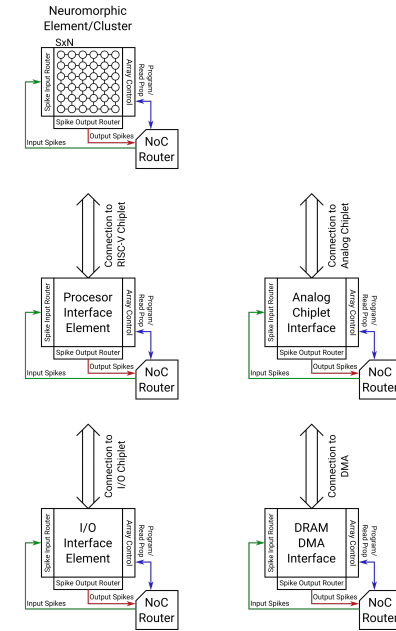 Neuromorphic
Element/Cluster
SxN
Spike Input Router
Array Control
Program/
Read Prop
Spike Output Router
Output Spikes
Input Spikes
NoC
Router
Connection to
RISC-V Chiplet
Spike Input Router
Procesor
Interface
Element
Array Control
Program/
Read Prop
Spike Output Router
Output Spikes
Input Spikes
NoC
Router
Connection to
Analog Chiplet
Spike Input Router
Analog
Chiplet
Interface
Array Control
Program/
Read Prop
Spike Output Router
Output Spikes
Input Spikes
NoC
Router
Connection to
I/O Chiplet
Spike Input Router
I/O
Interface
Element
Array Control
Program/
Read Prop
Spike Output Router
Output Spikes
Input Spikes
NoC
Router
Connection to
DMA
Spike Input Router
DRAM
DMA
Interface
Array Control
Program/
Read Prop
Spike Output Router
Output Spikes
Input Spikes
NoC
Router